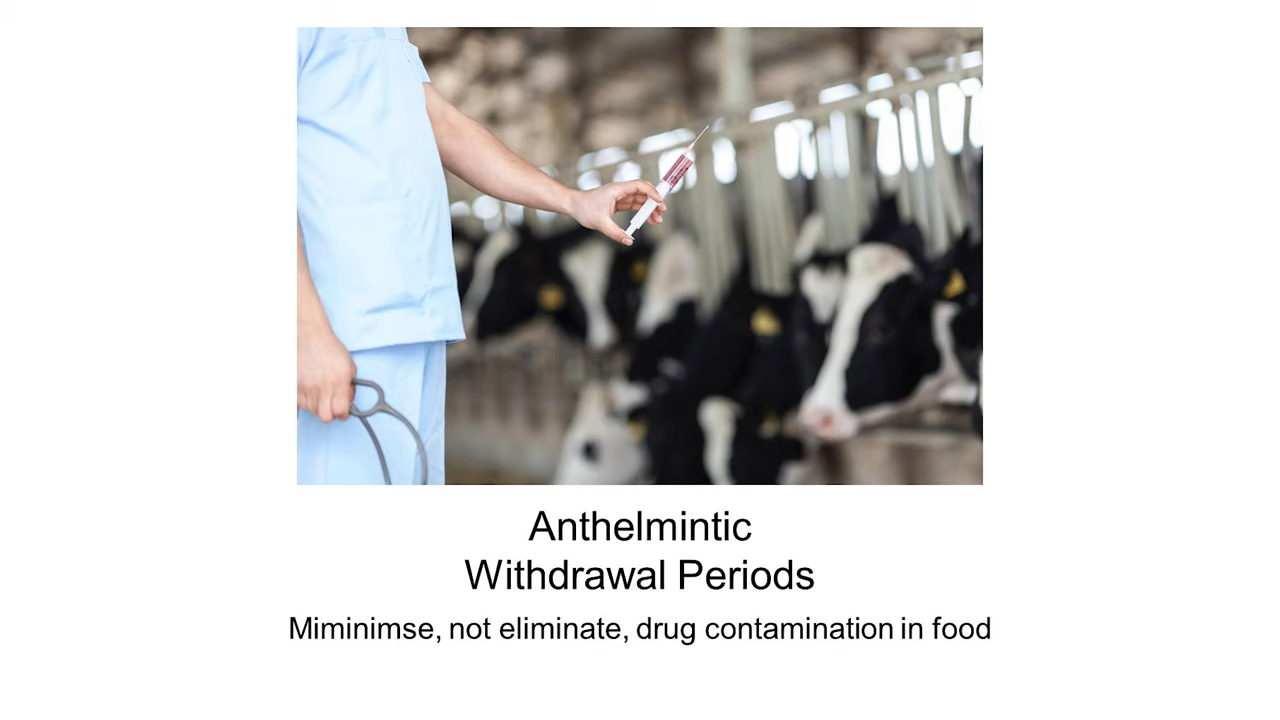 Anthelmintic
Withdrawal Periods
Miminimse, not eliminate, drug contamination in food